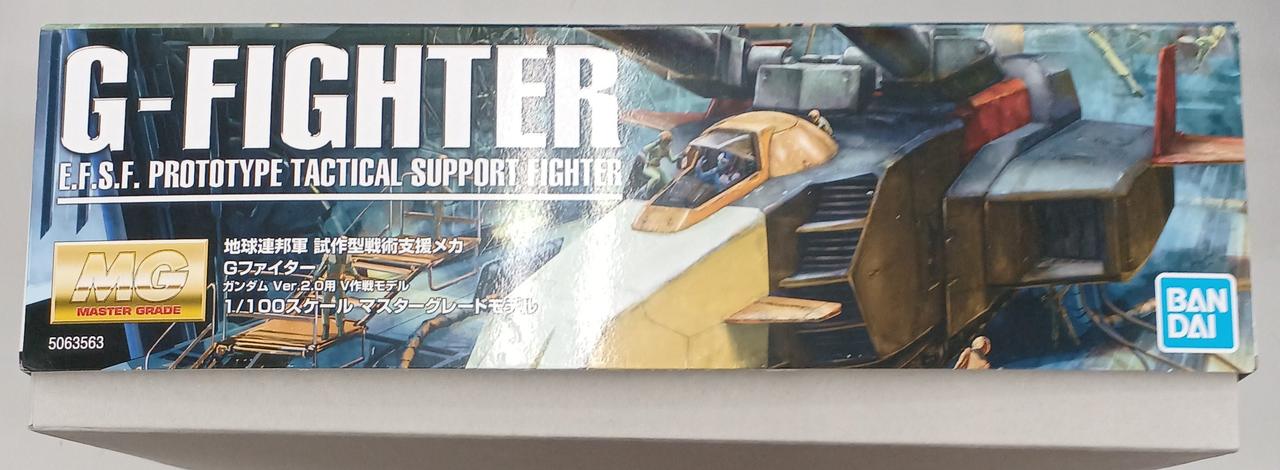 G-FIGHTER
E.F.S.F. PROTOTYPE TACTICAL SUPPORT FIGHTER
MG
MASTER GRADE
地球連邦軍 試作型戦術支援メカ
Gファイター
ガンダム Ver.2.0用 V作戦モデル
1/100スケール マスターグレードモデル
5063563
BAN
DAI